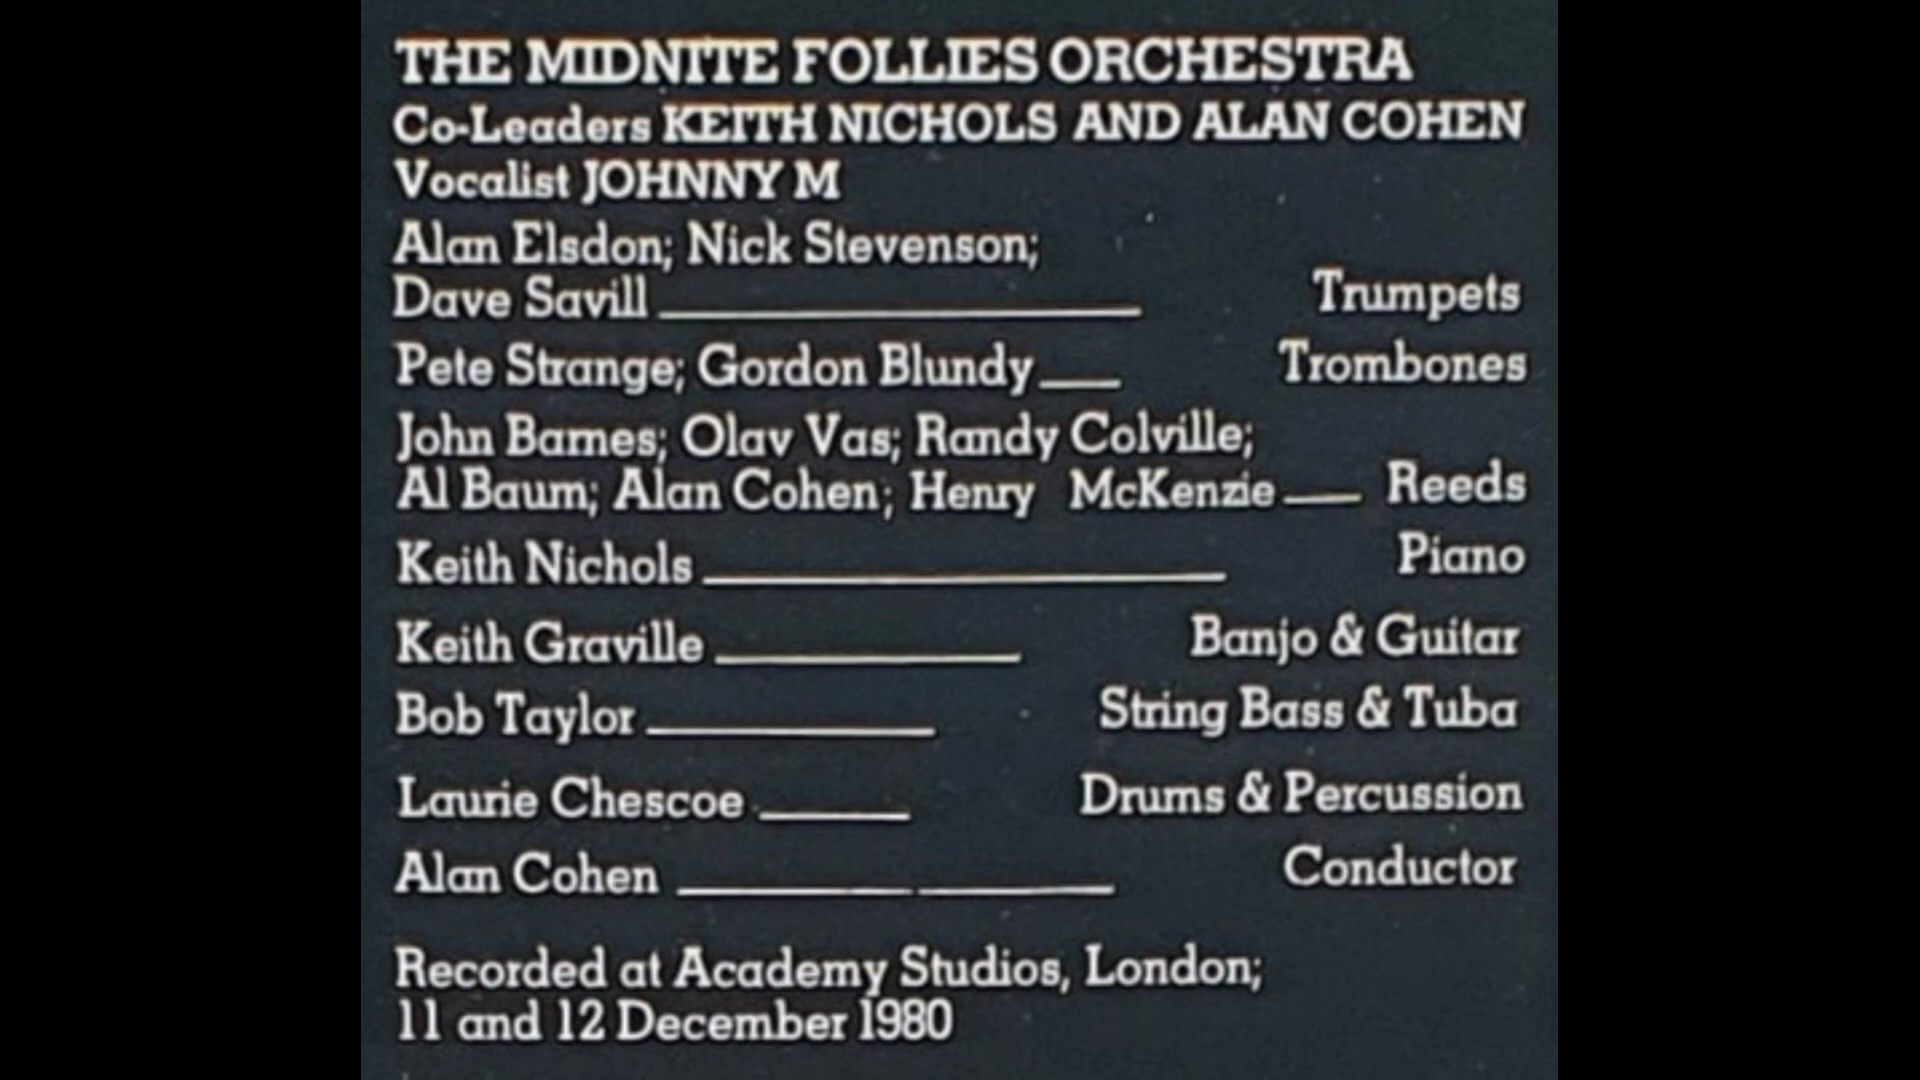 THE MIDNITE FOLLIES ORCHESTRA
Co-Leaders KEITH NICHOLS AND ALAN COHEN
Vocalist JOHNNY M
Alan Elsdon; Nick Stevenson;
Dave Savill Trumpets
Pete Strange; Gordon Blundy Trombones
John Barnes; Olav Vas; Randy Colville;
Al Baum; Alan Cohen; Henry McKenzie Reeds
Keith Nichols Piano
Keith Graville Banjo & Guitar
Bob Taylor String Bass & Tuba
Laurie Chescoe Drums & Percussion
Alan Cohen Conductor
Recorded at Academy Studios, London;
11 and 12 December 1980